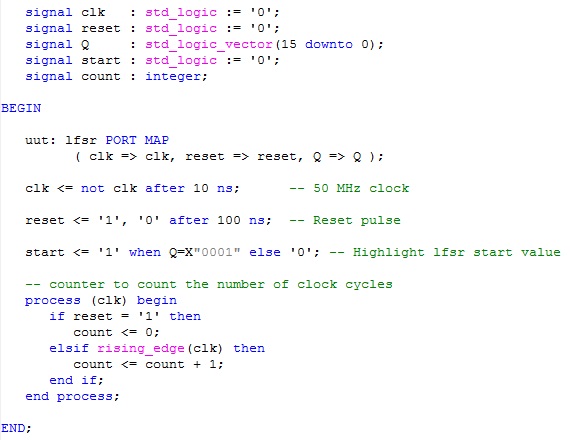 signal clk   : std_logic := '0';
signal reset : std_logic := '0';
signal Q     : std_logic_vector(15 downto 0);
signal start : std_logic := '0';
signal count : integer;
BEGIN
uut: lfsr PORT MAP
( clk => clk, reset => reset, Q => Q );
clk <= not clk after 10 ns;      -- 50 MHz clock
reset <= '1', '0' after 100 ns;  -- Reset pulse
start <= '1' when Q=X"0001" else '0'; -- Highlight lfsr start value
-- counter to count the number of clock cycles
process (clk) begin
if reset = '1' then
count <= 0;
elsif rising_edge(clk) then
count <= count + 1;
end if;
end process;
END;